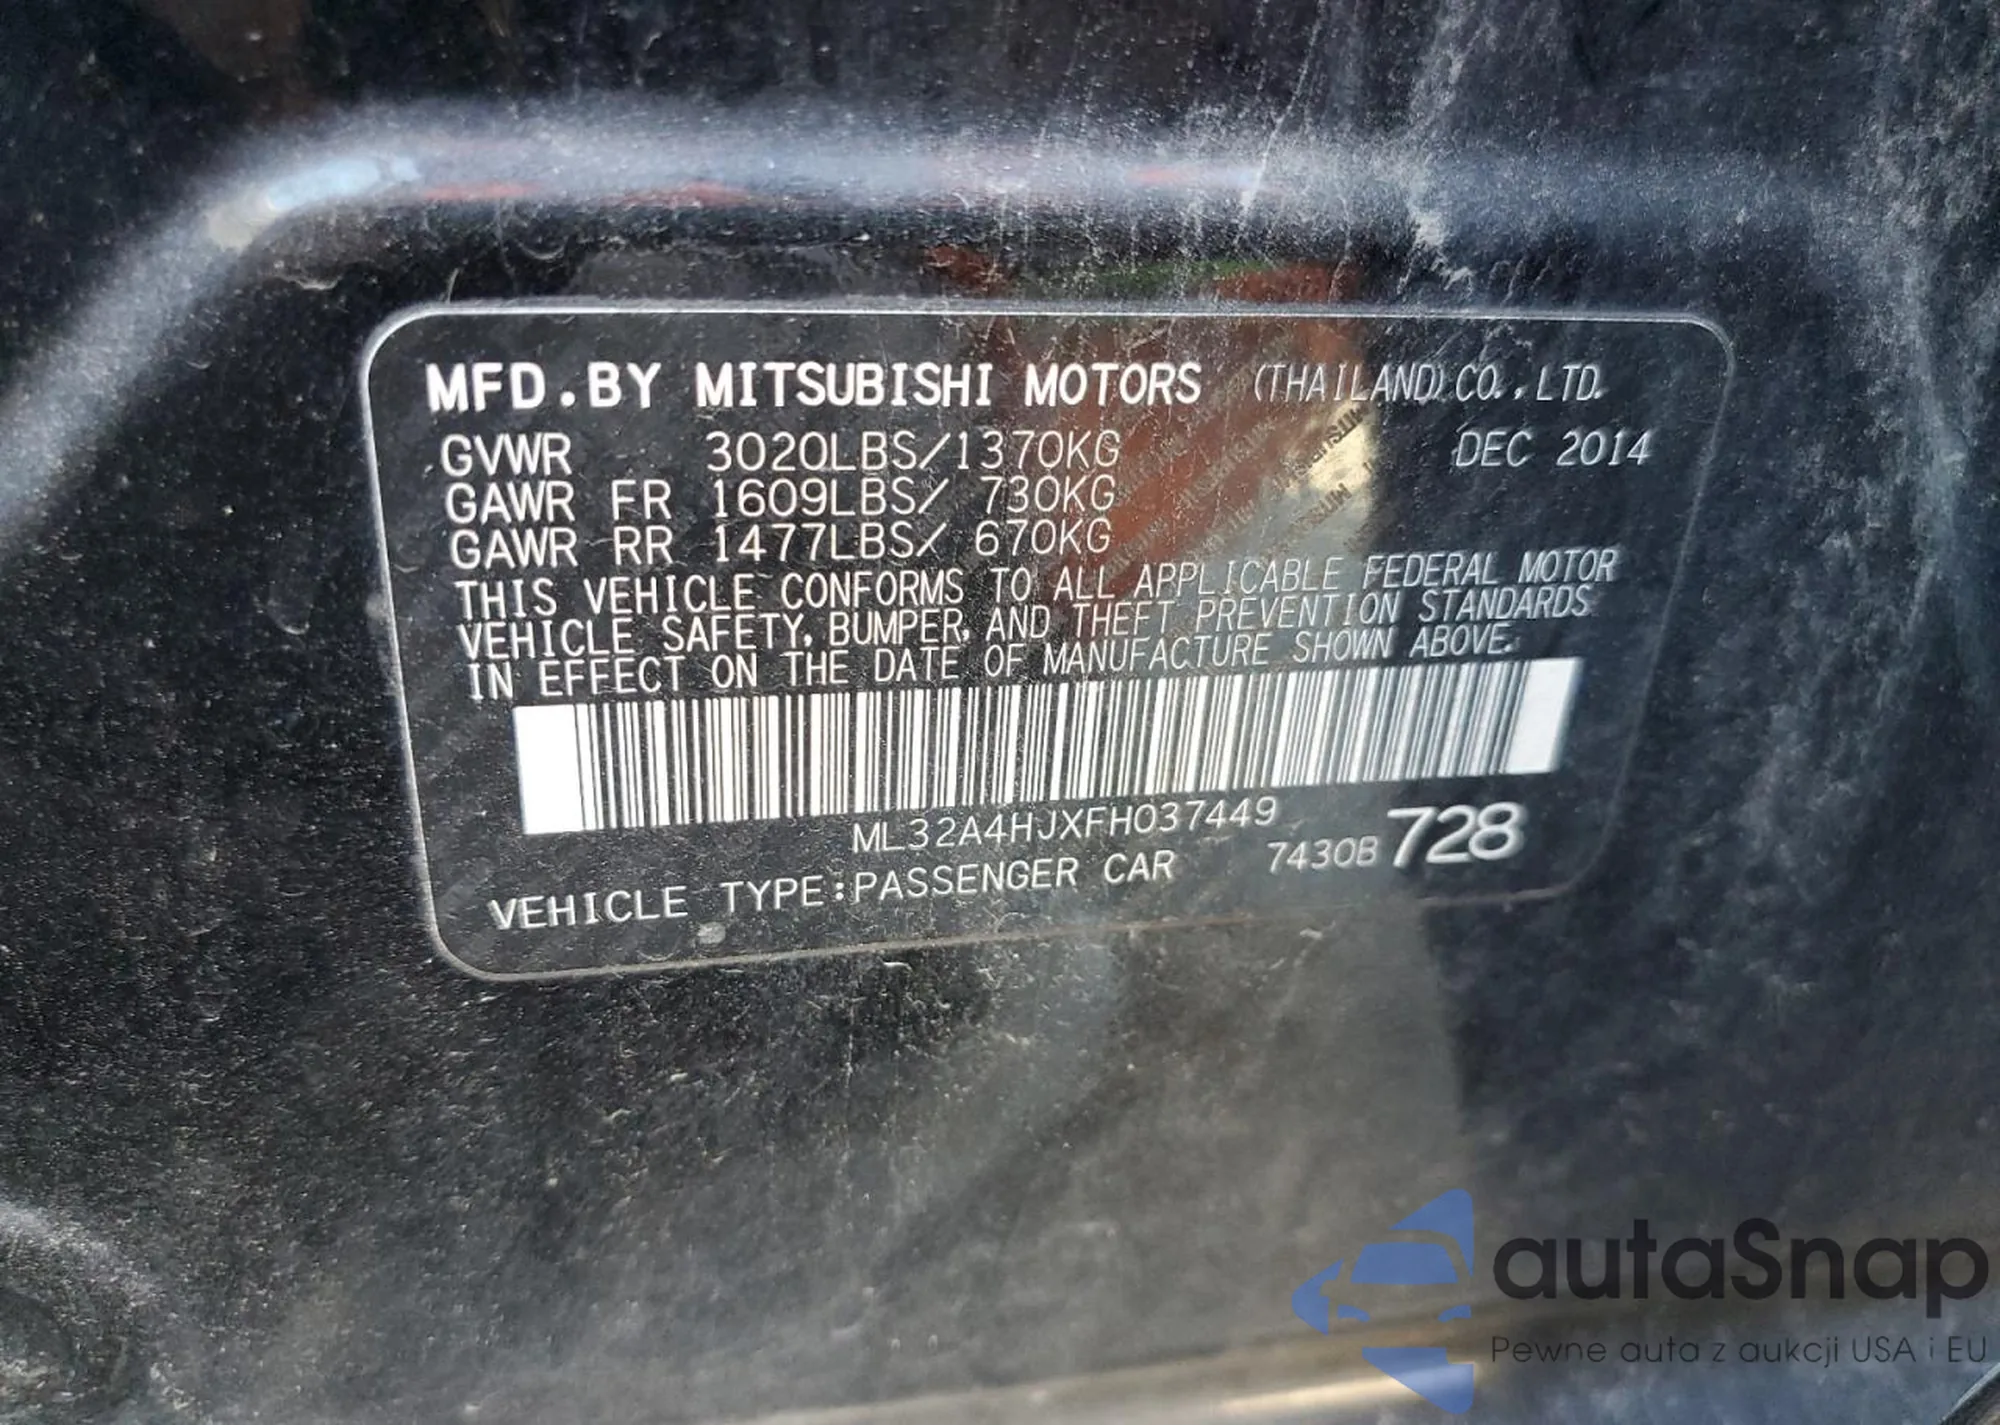 MFD.BY MITSUBISHI MOTORS (THAILAND) CO.,LTD.
GVWR 3020LBS/1370KG DEC 2014
GAWR FR 1609LBS/ 730KG
GAWR RR 1477LBS/ 670KG
THIS VEHICLE CONFORMS TO ALL APPLICABLE FEDERAL MOTOR
VEHICLE SAFETY, BUMPER, AND THEFT PREVENTION STANDARDS
IN EFFECT ON THE DATE OF MANUFACTURE SHOWN ABOVE.
ML32A4HJXFH037449
VEHICLE TYPE:PASSENGER CAR 7430B 728
autaSnap
Pewne auta z aukcji USA i EU